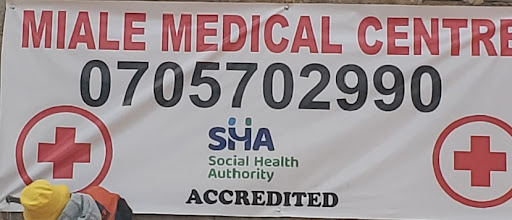 MIALE MEDICAL CENTRE
0705702990
SHA
Social Health
Authority
ACCREDITED